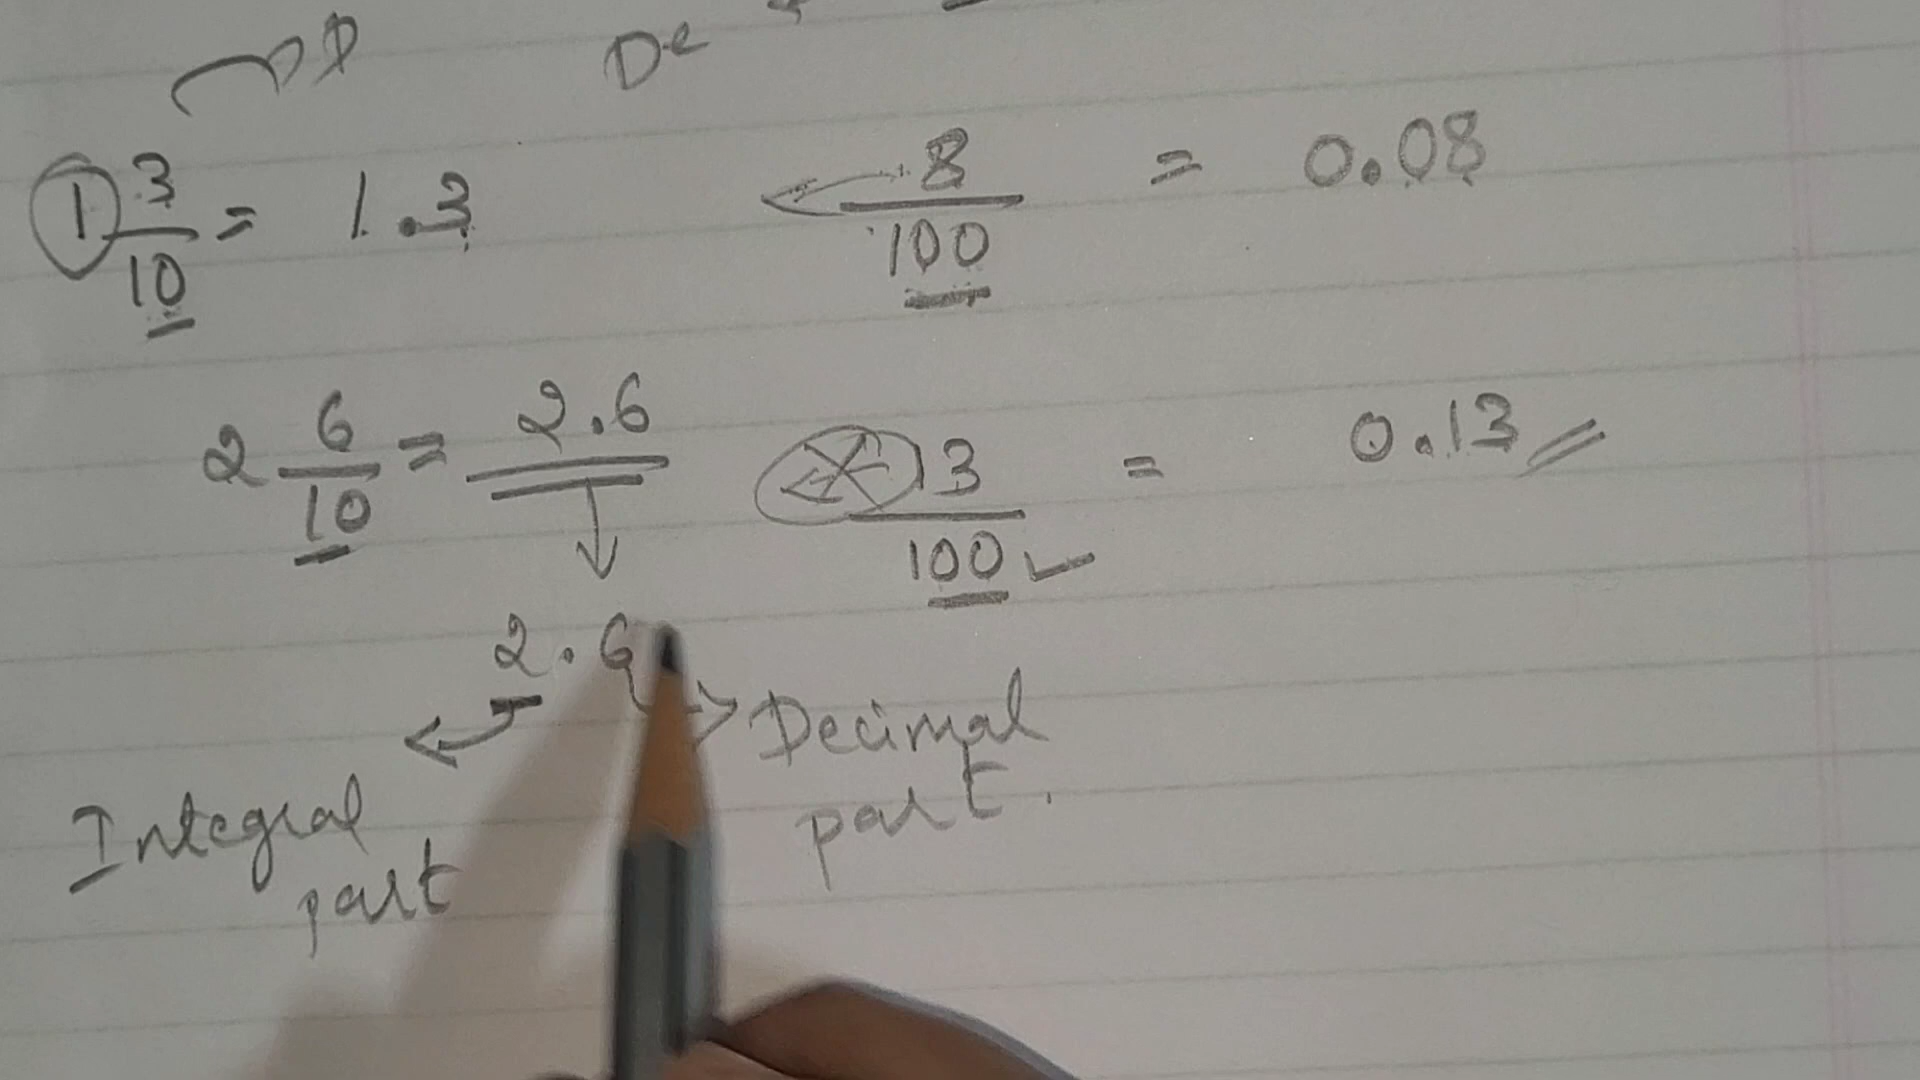 De
1 3/10 = 1.3
8/100 = 0.08
2 6/10 = 2.6
13/100 = 0.13
2.6
Decimal
part.
Integral
part